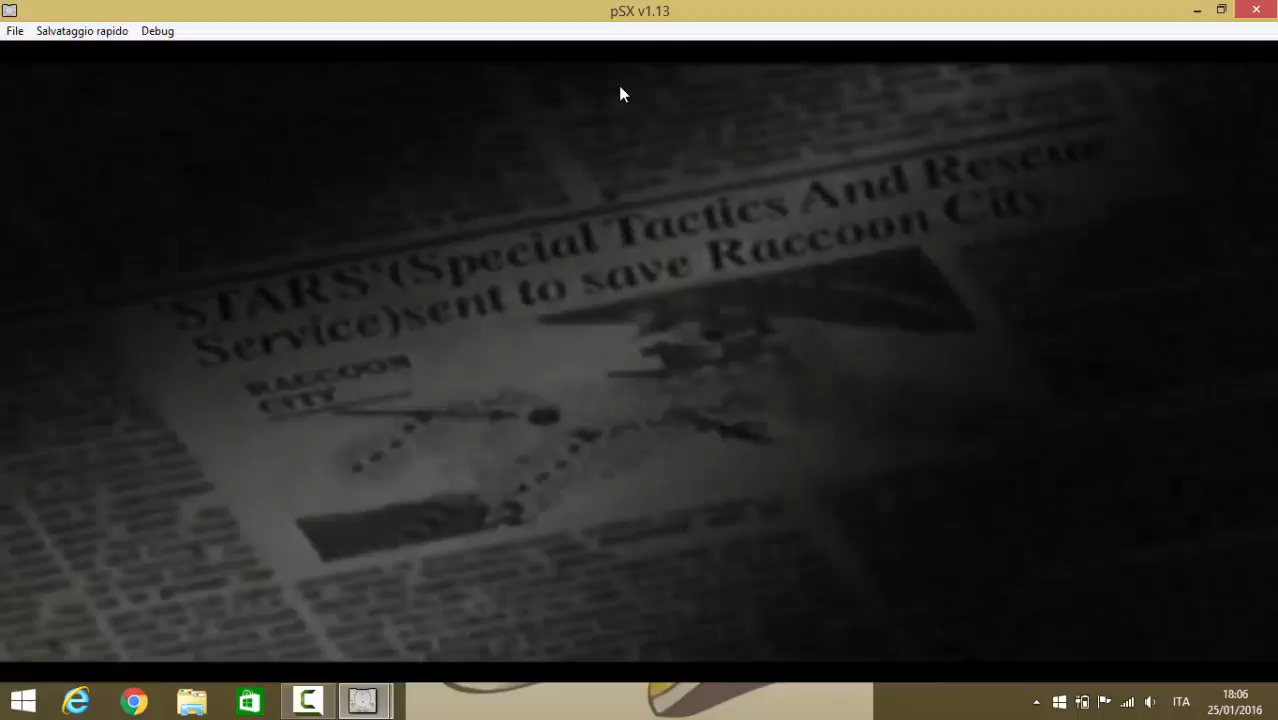 pSX v1.13
File Salvataggio rapido Debug
'STARS'(Special Tactics And Rescue
Service)sent to save Raccoon City.
RACCOON
CITY
ITA
18:06
25/01/2016